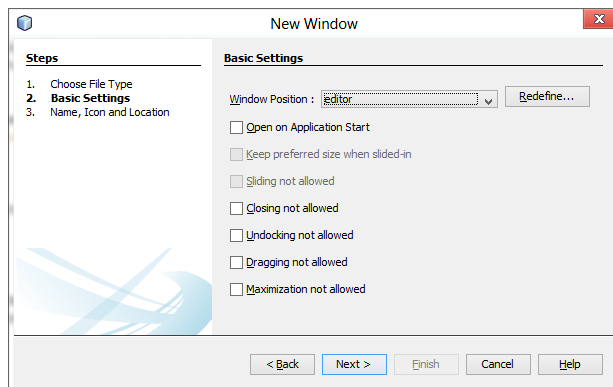 New Window
Steps
1. Choose File Type
2. Basic Settings
3. Name, Icon and Location
Basic Settings
Window Position : editor Redefine...
Open on Application Start
Keep preferred size when slided-in
Sliding not allowed
Closing not allowed
Undocking not allowed
Dragging not allowed
Maximization not allowed
< Back Next > Finish Cancel Help